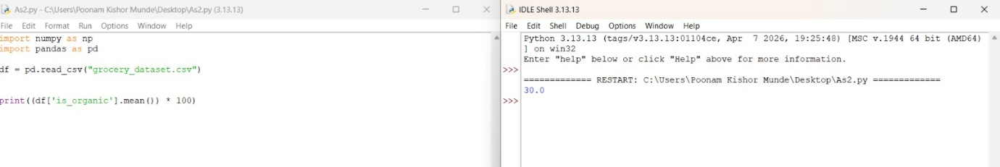 As2.py - C:\Users\Poonam Kishor Munde\Desktop\As2.py (3.13.13)
File Edit Format Run Options Window Help
import numpy as np
import pandas as pd
df = pd.read_csv("grocery_dataset.csv")
print((df['is_organic'].mean()) * 100)
IDLE Shell 3.13.13
File Edit Shell Debug Options Window Help
Python 3.13.13 (tags/v3.13.13:01104ce, Apr  7 2026, 19:25:48) [MSC v.1944 64 bit (AMD64)
] on win32
Enter "help" below or click "Help" above for more information.
>>>
============= RESTART: C:\Users\Poonam Kishor Munde\Desktop\As2.py =============
30.0
>>>